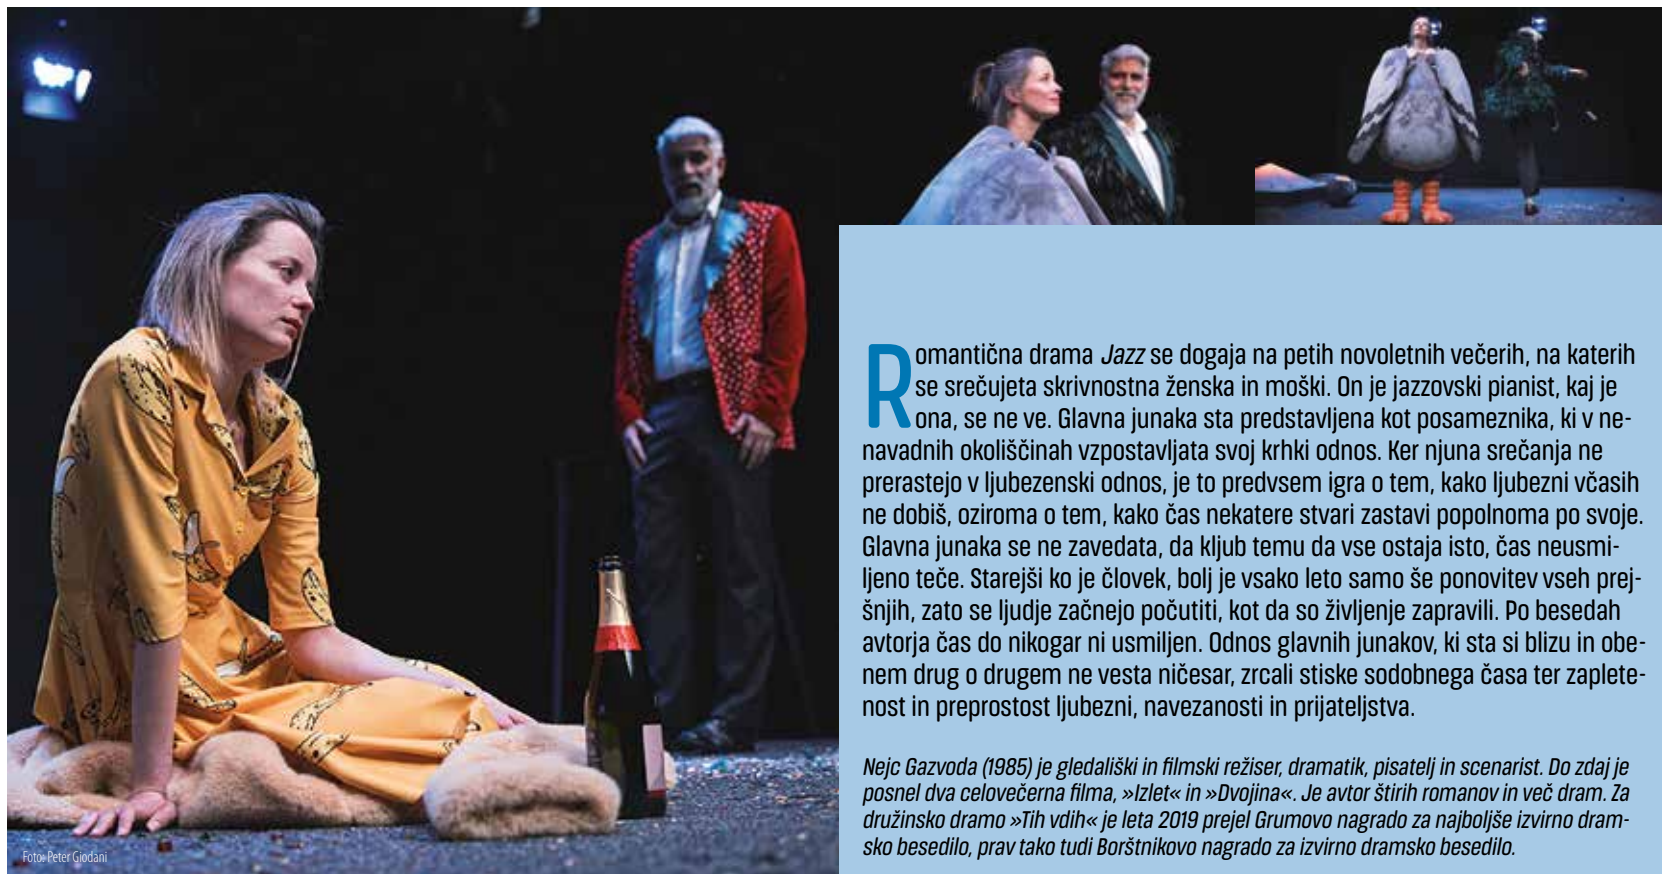 Romantična drama Jazz se dogaja na petih novoletnih večerih, na katerih
se srečujeta skrivnostna ženska in moški. On je jazzovski pianist, kaj je
ona, se ne ve. Glavna junaka sta predstavljena kot posameznika, ki v ne-
navadnih okoliščinah vzpostavljata svoj krhki odnos. Ker njuna srečanja ne
prerastejo v ljubezenski odnos, je to predvsem igra o tem, kako ljubezni včasih
ne dobiš, oziroma o tem, kako čas nekatere stvari zastavi popolnoma po svoje.
Glavna junaka se ne zavedata, da kljub temu da vse ostaja isto, čas neusmi-
ljeno teče. Starejši ko je človek, bolj je vsako leto samo še ponovitev vseh prej-
šnjih, zato se ljudje začnejo počutiti, kot da so življenje zapravili. Po besedah
avtorja čas do nikogar ni usmiljen. Odnos glavnih junakov, ki sta si blizu in obe-
nem drug o drugem ne vesta ničesar, zrcali stiske sodobnega časa ter zaplete-
nost in preprostost ljubezni, navezanosti in prijateljstva.
Nejc Gazvoda (1985) je gledališki in filmski režiser, dramatik, pisatelj in scenarist. Do zdaj je
posnel dva celovečerna filma, »Izlet« in »Dvojina«. Je avtor štirih romanov in več dram. Za
družinsko dramo »Tih vdih« je leta 2019 prejel Grumovo nagrado za najboljše izvirno dram-
sko besedilo, prav tako tudi Borštnikovo nagrado za izvirno dramsko besedilo.
Foto: Peter Giodani